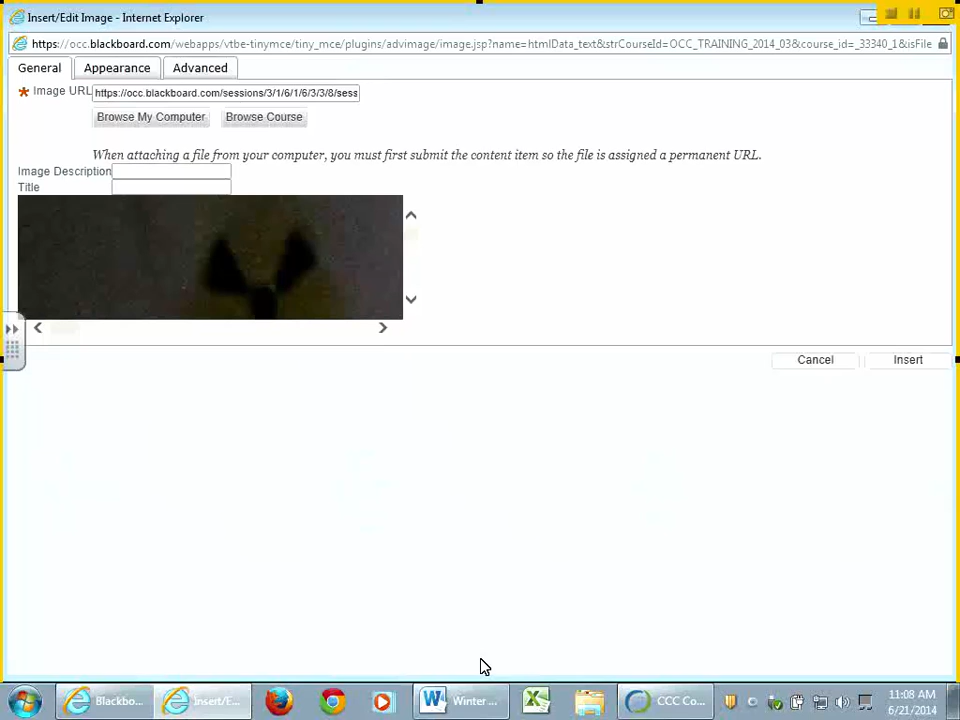 Insert/Edit Image - Internet Explorer
https://occ.blackboard.com/webapps/vtbe-tinymce/tiny_mce/plugins/advimage/image.jsp?name=htmlData_text&strCourseId=OCC_TRAINING_2014_03&course_id=_33340_1&isFile
General Appearance Advanced
* Image URL https://occ.blackboard.com/sessions/3/1/6/1/6/3/3/8/sess
Browse My Computer Browse Course
When attaching a file from your computer, you must first submit the content item so the file is assigned a permanent URL.
Image Description
Title
Cancel Insert
Blackbo... Insert/E... Winter ... CCC Co... 11:08 AM
6/21/2014